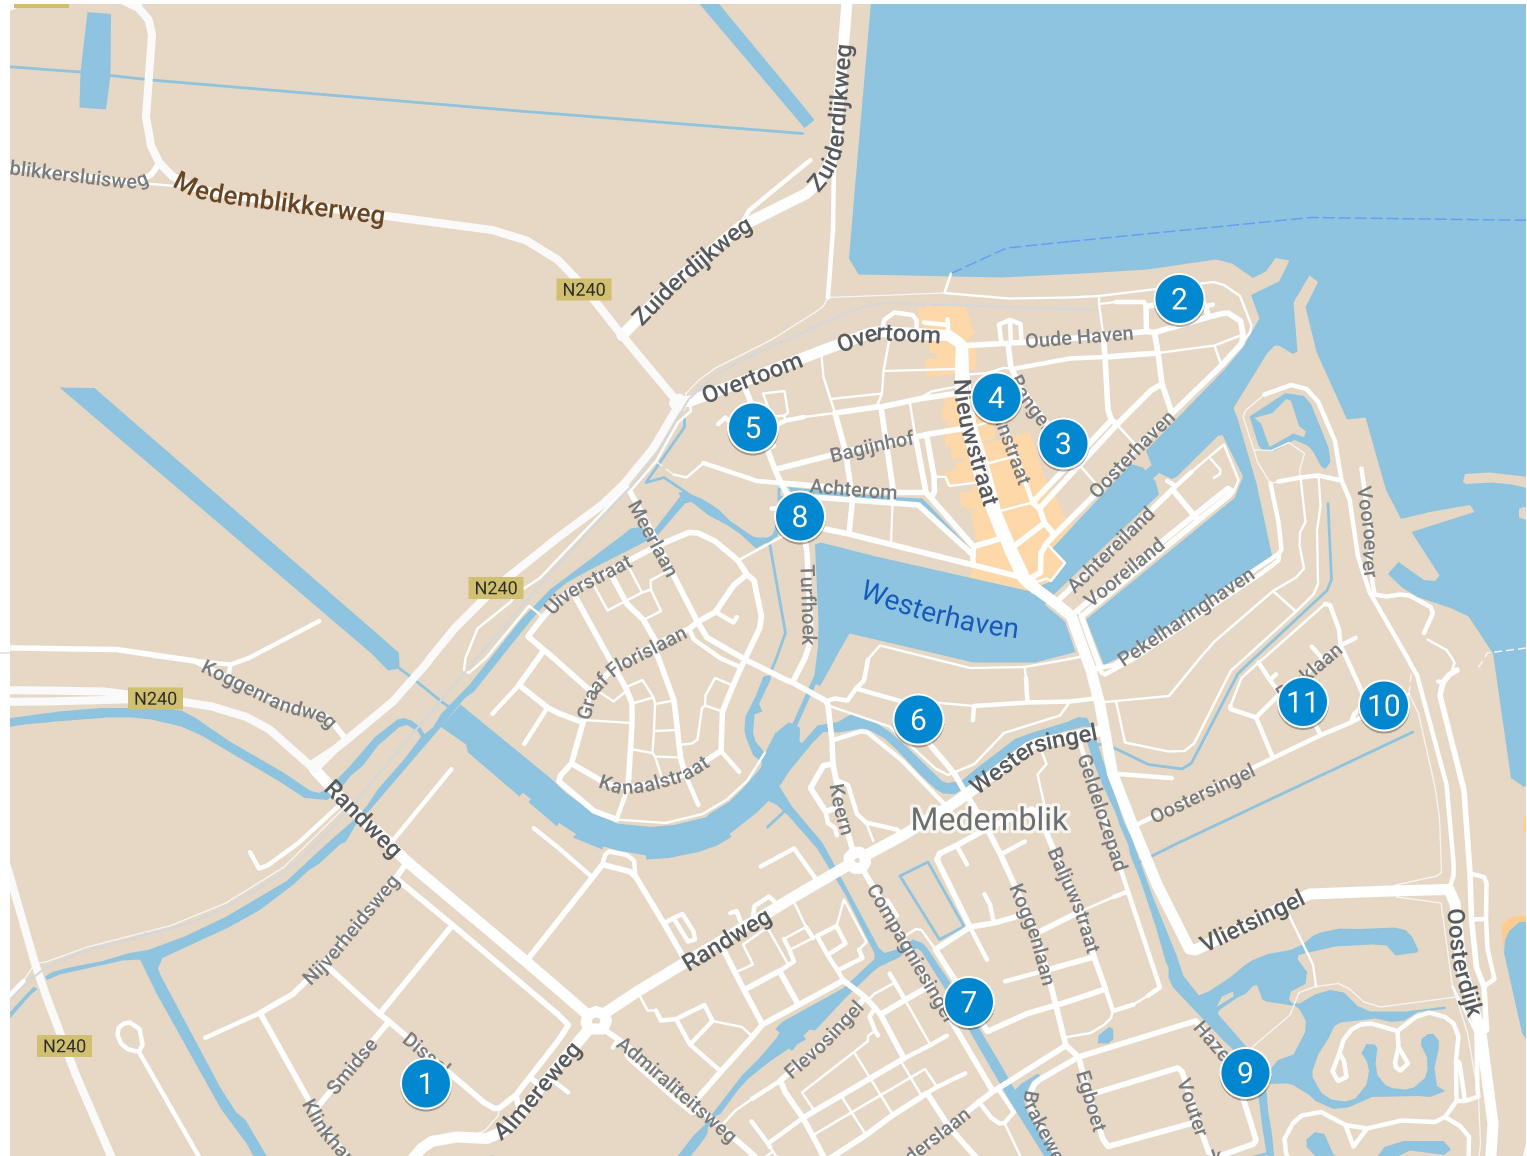 Zuiderdijkweg
blikkersluisweg
Medemblikkerweg
Zuiderdijkweg
N240
2
Overtoom
Oude Haven
Overtoom
4
Nieuwstraat
5
3
Bagijnhof
Oosterhaven
Achterom
8
Meerlaan
Vooroever
Achtereiland
Vooreiland
N240
Uiverstraat
Turfhoek
Westerhaven
Pekelharinghaven
Graaf Florislaan
Koggenrandweg
N240
11
10
6
Westersingel
Kanaalstraat
Geldelozepad
Oostersingel
Randweg
Keern
Medemblik
Baljuwstraat
Koggenlaan
Compagniesingel
Nijverheidsweg
Randweg
Vlietsingel
Oosterdijk
7
Flevosingel
N240
Smidse
1
Almereweg
Admiraliteitsweg
9
Egboet
Vouter